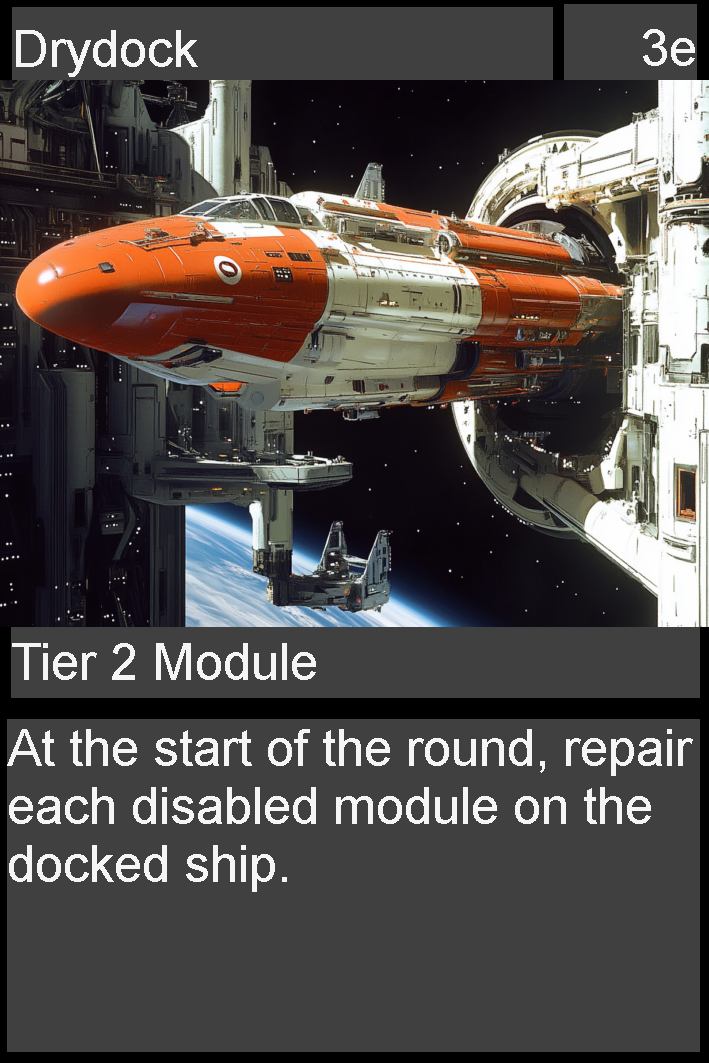 Drydock
3e
Tier 2 Module
At the start of the round, repair
each disabled module on the
docked ship.